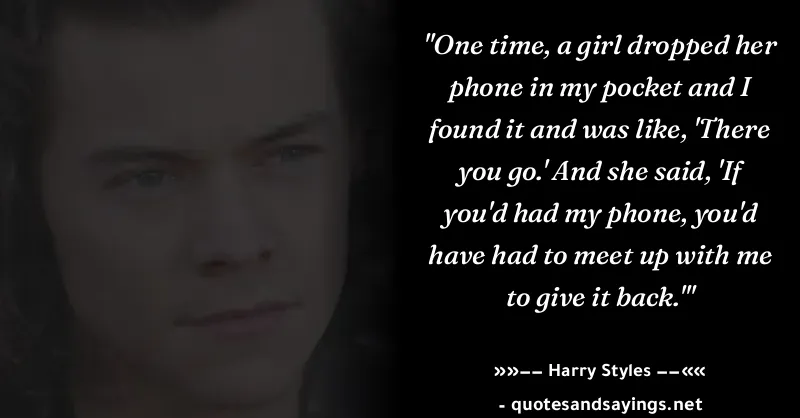 "One time, a girl dropped her
phone in my pocket and I
found it and was like, 'There
you go.' And she said, 'If
you'd had my phone, you'd
have had to meet up with me
to give it back.'"
»»−− Harry Styles −−««
- quotesandsayings.net